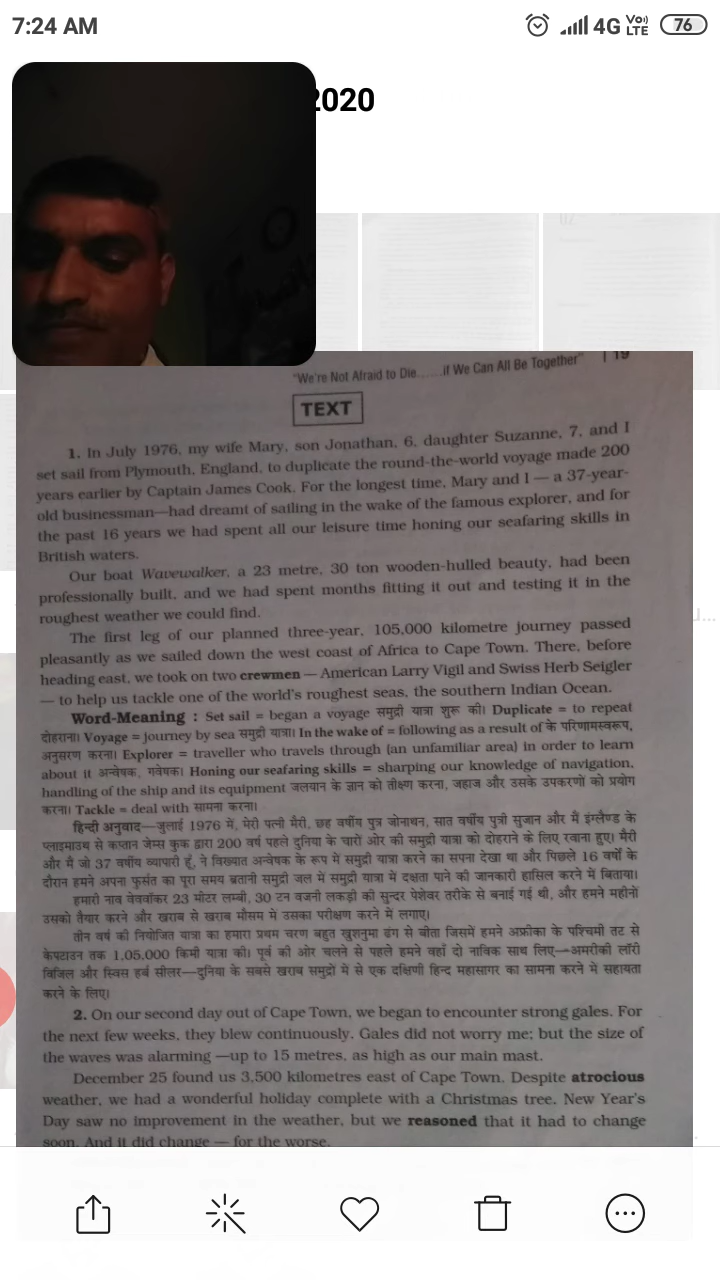 7:24 AM
4G Vo)) LTE 76
2020
"We're Not Afraid to Die.......if We Can All Be Together" | 19
TEXT
1. In July 1976, my wife Mary, son Jonathan, 6, daughter Suzanne, 7, and I
set sail from Plymouth, England, to duplicate the round-the-world voyage made 200
years earlier by Captain James Cook. For the longest time, Mary and I — a 37-year-
old businessman—had dreamt of sailing in the wake of the famous explorer, and for
the past 16 years we had spent all our leisure time honing our seafaring skills in
British waters.
Our boat Wavewalker, a 23 metre, 30 ton wooden-hulled beauty, had been
professionally built, and we had spent months fitting it out and testing it in the
roughest weather we could find.
The first leg of our planned three-year, 105,000 kilometre journey passed
pleasantly as we sailed down the west coast of Africa to Cape Town. There, before
heading east, we took on two crewmen — American Larry Vigil and Swiss Herb Seigler
— to help us tackle one of the world's roughest seas, the southern Indian Ocean.
Word-Meaning : Set sail = began a voyage समुद्री यात्रा शुरू की। Duplicate = to repeat
दोहराना। Voyage = journey by sea समुद्री यात्रा। In the wake of = following as a result of के परिणामस्वरूप,
अनुसरण करना। Explorer = traveller who travels through (an unfamiliar area) in order to learn
about it अन्वेषक, गवेषक। Honing our seafaring skills = sharping our knowledge of navigation,
handling of the ship and its equipment जलयान के ज्ञान को तीक्ष्ण करना, जहाज और उसके उपकरणों को प्रयोग
करना। Tackle = deal with सामना करना।
हिन्दी अनुवाद—जुलाई 1976 में, मेरी पत्नी मैरी, छह वर्षीय पुत्र जोनाथन, सात वर्षीय पुत्री सुजान और मैं इंग्लैण्ड के
प्लाइमाउथ से कप्तान जेम्स कुक द्वारा 200 वर्ष पहले दुनिया के चारों ओर की समुद्री यात्रा को दोहराने के लिए रवाना हुए। मैरी
और मैं जो 37 वर्षीय व्यापारी हूँ, ने विख्यात अन्वेषक के रूप में समुद्री यात्रा करने का सपना देखा था और पिछले 16 वर्षों के
दौरान हमने अपना फुर्सत का पूरा समय ब्रतानी समुद्री जल में समुद्री यात्रा में दक्षता पाने की जानकारी हासिल करने में बिताया।
हमारी नाव वेववॉकर 23 मीटर लम्बी, 30 टन वजनी लकड़ी की सुन्दर पेशेवर तरीके से बनाई गई थी, और हमने महीनों
उसको तैयार करने और खराब से खराब मौसम में उसका परीक्षण करने में लगाए।
तीन वर्ष की नियोजित यात्रा का हमारा प्रथम चरण बहुत खुशनुमा ढंग से बीता जिसमें हमने अफ्रीका के पश्चिमी तट से
केपटाउन तक 1,05,000 किमी यात्रा की। पूर्व की ओर चलने से पहले हमने वहाँ दो नाविक साथ लिए—अमरीकी लॉरी
विजिल और स्विस हर्ब सीलर—दुनिया के सबसे खराब समुद्रों में से एक दक्षिणी हिन्द महासागर का सामना करने में सहायता
करने के लिए।
2. On our second day out of Cape Town, we began to encounter strong gales. For
the next few weeks, they blew continuously. Gales did not worry me; but the size of
the waves was alarming —up to 15 metres, as high as our main mast.
December 25 found us 3,500 kilometres east of Cape Town. Despite atrocious
weather, we had a wonderful holiday complete with a Christmas tree. New Year's
Day saw no improvement in the weather, but we reasoned that it had to change
soon. And it did change — for the worse.